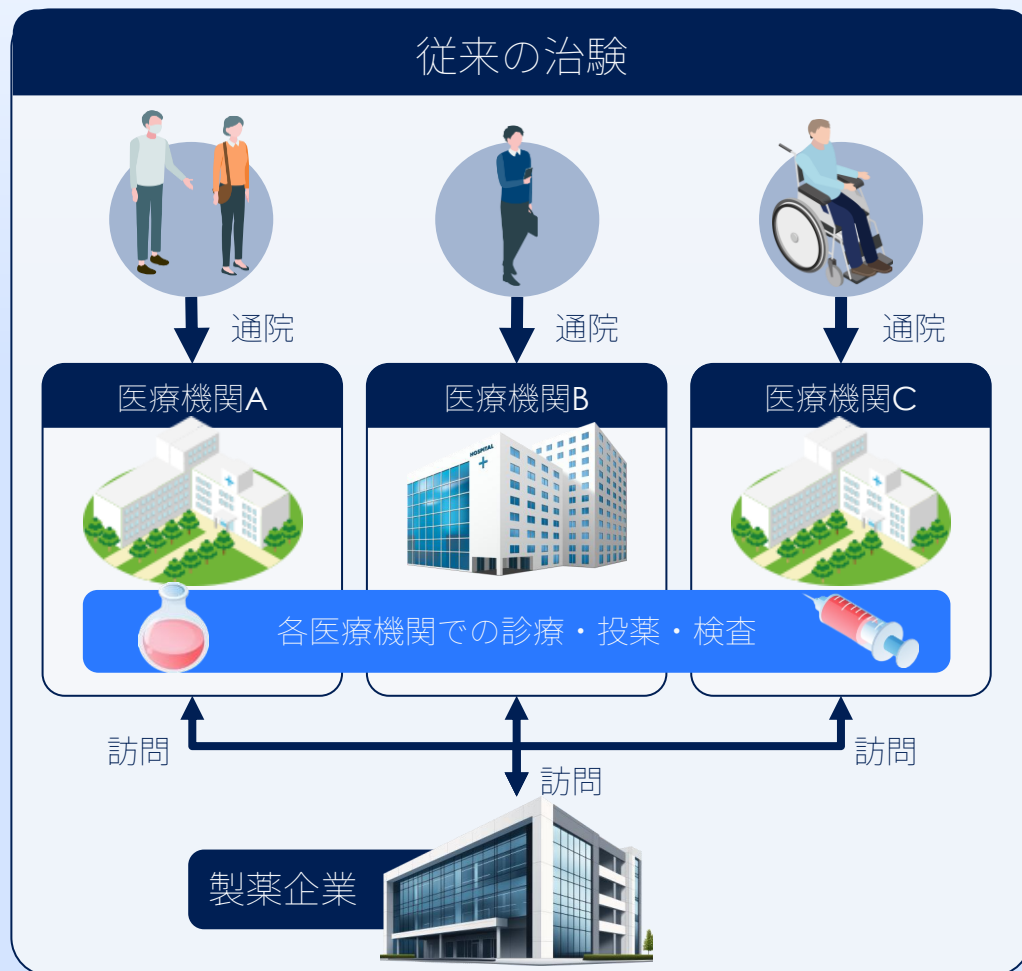 従来の治験
通院
通院
通院
医療機関A
医療機関B
医療機関C
HOSPITAL
各医療機関での診療・投薬・検査
訪問
訪問
訪問
製薬企業